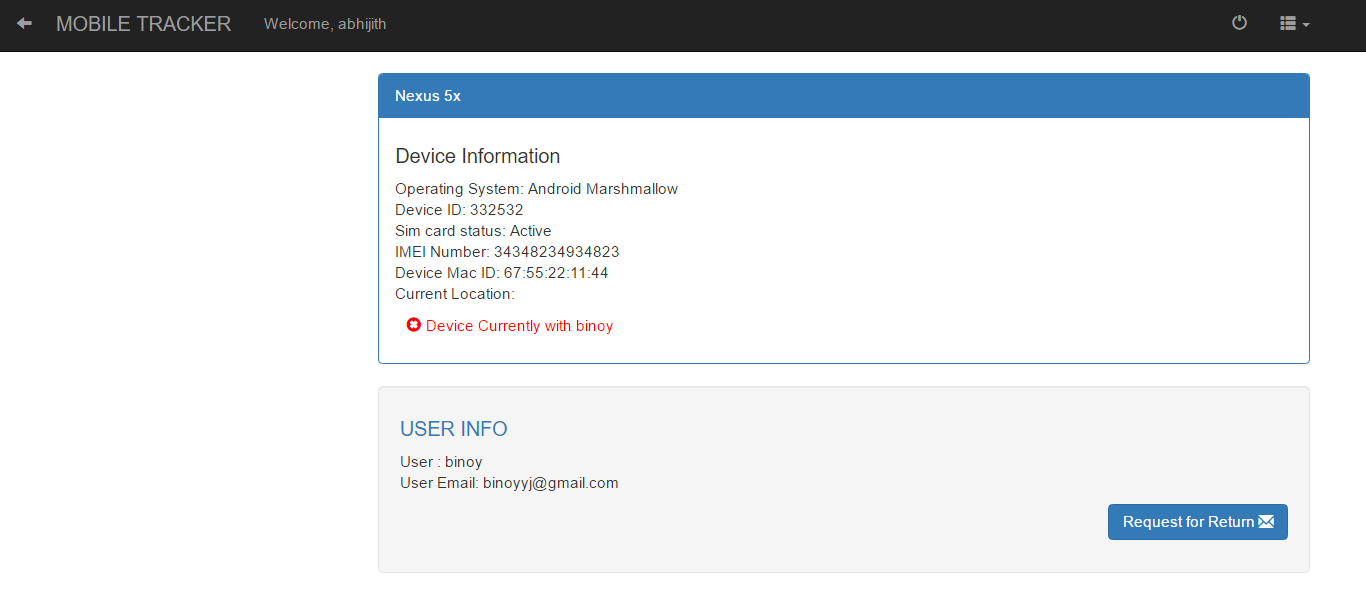 MOBILE TRACKER Welcome, abhijith
Nexus 5x
Device Information
Operating System: Android Marshmallow
Device ID: 332532
Sim card status: Active
IMEI Number: 34348234934823
Device Mac ID: 67:55:22:11:44
Current Location:
Device Currently with binoy
USER INFO
User : binoy
User Email: binoyyj@gmail.com
Request for Return